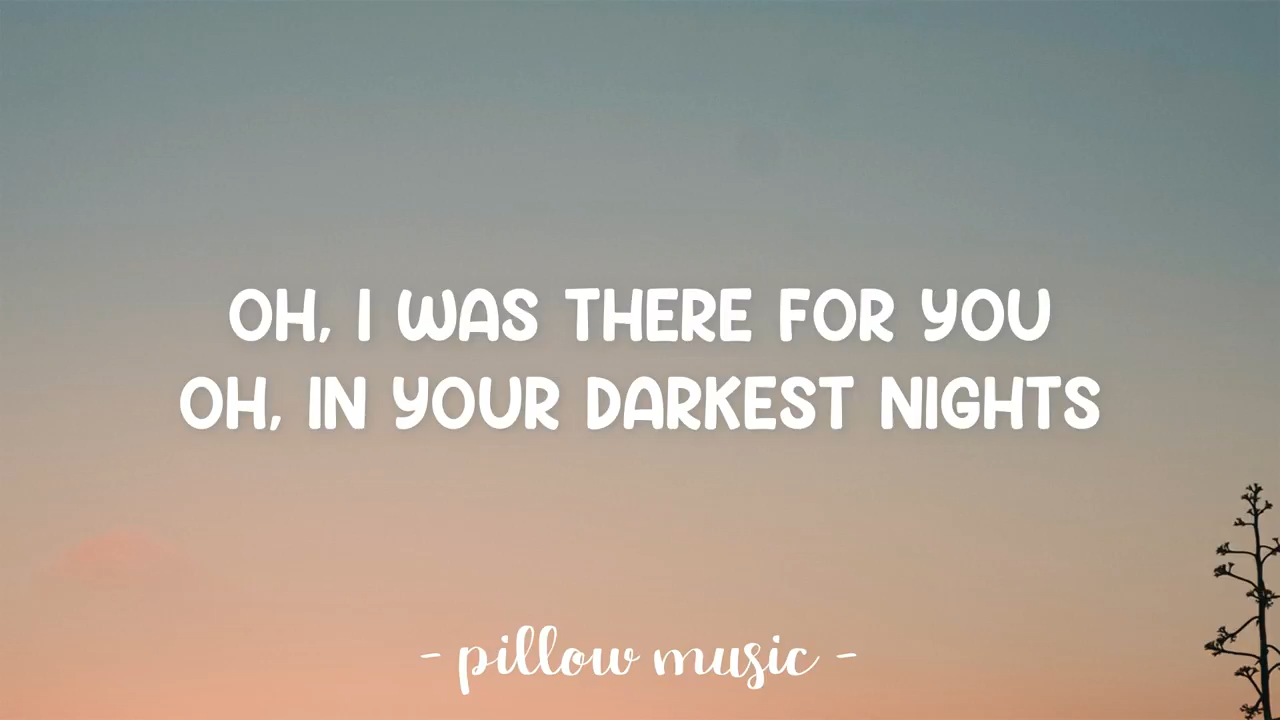 OH, I WAS THERE FOR YOU
OH, IN YOUR DARKEST NIGHTS
- pillow music -